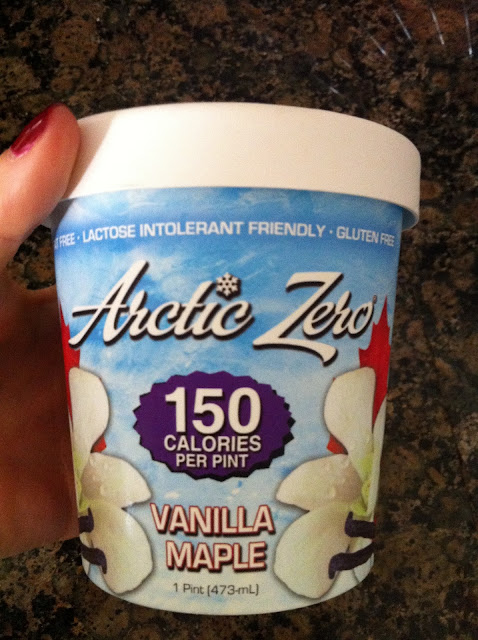 FREE · LACTOSE INTOLERANT FRIENDLY · GLUTEN FREE
Arctic Zero®
150
CALORIES
PER PINT
VANILLA
MAPLE
1 Pint (473-mL)